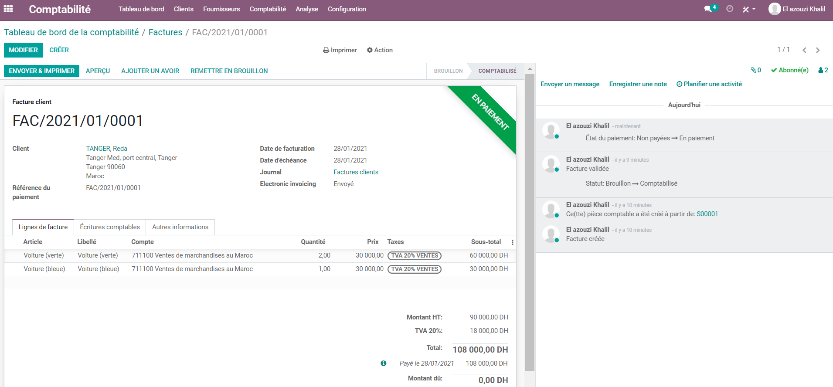 Comptabilité Tableau de bord Clients Fournisseurs Comptabilité Analyse Configuration 4 El azouzi Khalil
Tableau de bord de la comptabilité / Factures / FAC/2021/01/0001
MODIFIER CRÉER Imprimer Action 1 / 1
ENVOYER & IMPRIMER APERÇU AJOUTER UN AVOIR REMETTRE EN BROUILLON BROUILLON COMPTABILISÉ
0 Abonné(e) 2
Envoyer un message Enregistrer une note Planifier une activité
Aujourd'hui
EN PAIEMENT
Facture client
FAC/2021/01/0001
Client TANGER, Reda
Tanger Med, port central, Tanger
Tanger 90060
Maroc
Référence du paiement FAC/2021/01/0001
Date de facturation 28/01/2021
Date d'échéance 28/01/2021
Journal Factures clients
Electronic invoicing Envoyé
El azouzi Khalil - maintenant
État du paiement: Non payées → En paiement
El azouzi Khalil - il y a 9 minutes
Facture validée
Statut: Brouillon → Comptabilisé
El azouzi Khalil - il y a 10 minutes
Ce(tte) pièce comptable a été créé à partir de: S00001
El azouzi Khalil - il y a 10 minutes
Facture créée
Lignes de facture Écritures comptables Autres informations
Article Libellé Compte Quantité Prix Taxes Sous-total
Voiture (verte) Voiture (verte) 711100 Ventes de marchandises au Maroc 2,00 30 000,00 TVA 20% VENTES 60 000,00 DH
Voiture (bleue) Voiture (bleue) 711100 Ventes de marchandises au Maroc 1,00 30 000,00 TVA 20% VENTES 30 000,00 DH
Montant HT: 90 000,00 DH
TVA 20%: 18 000,00 DH
Total: 108 000,00 DH
Payé le 28/01/2021 108 000,00 DH
Montant dû: 0,00 DH